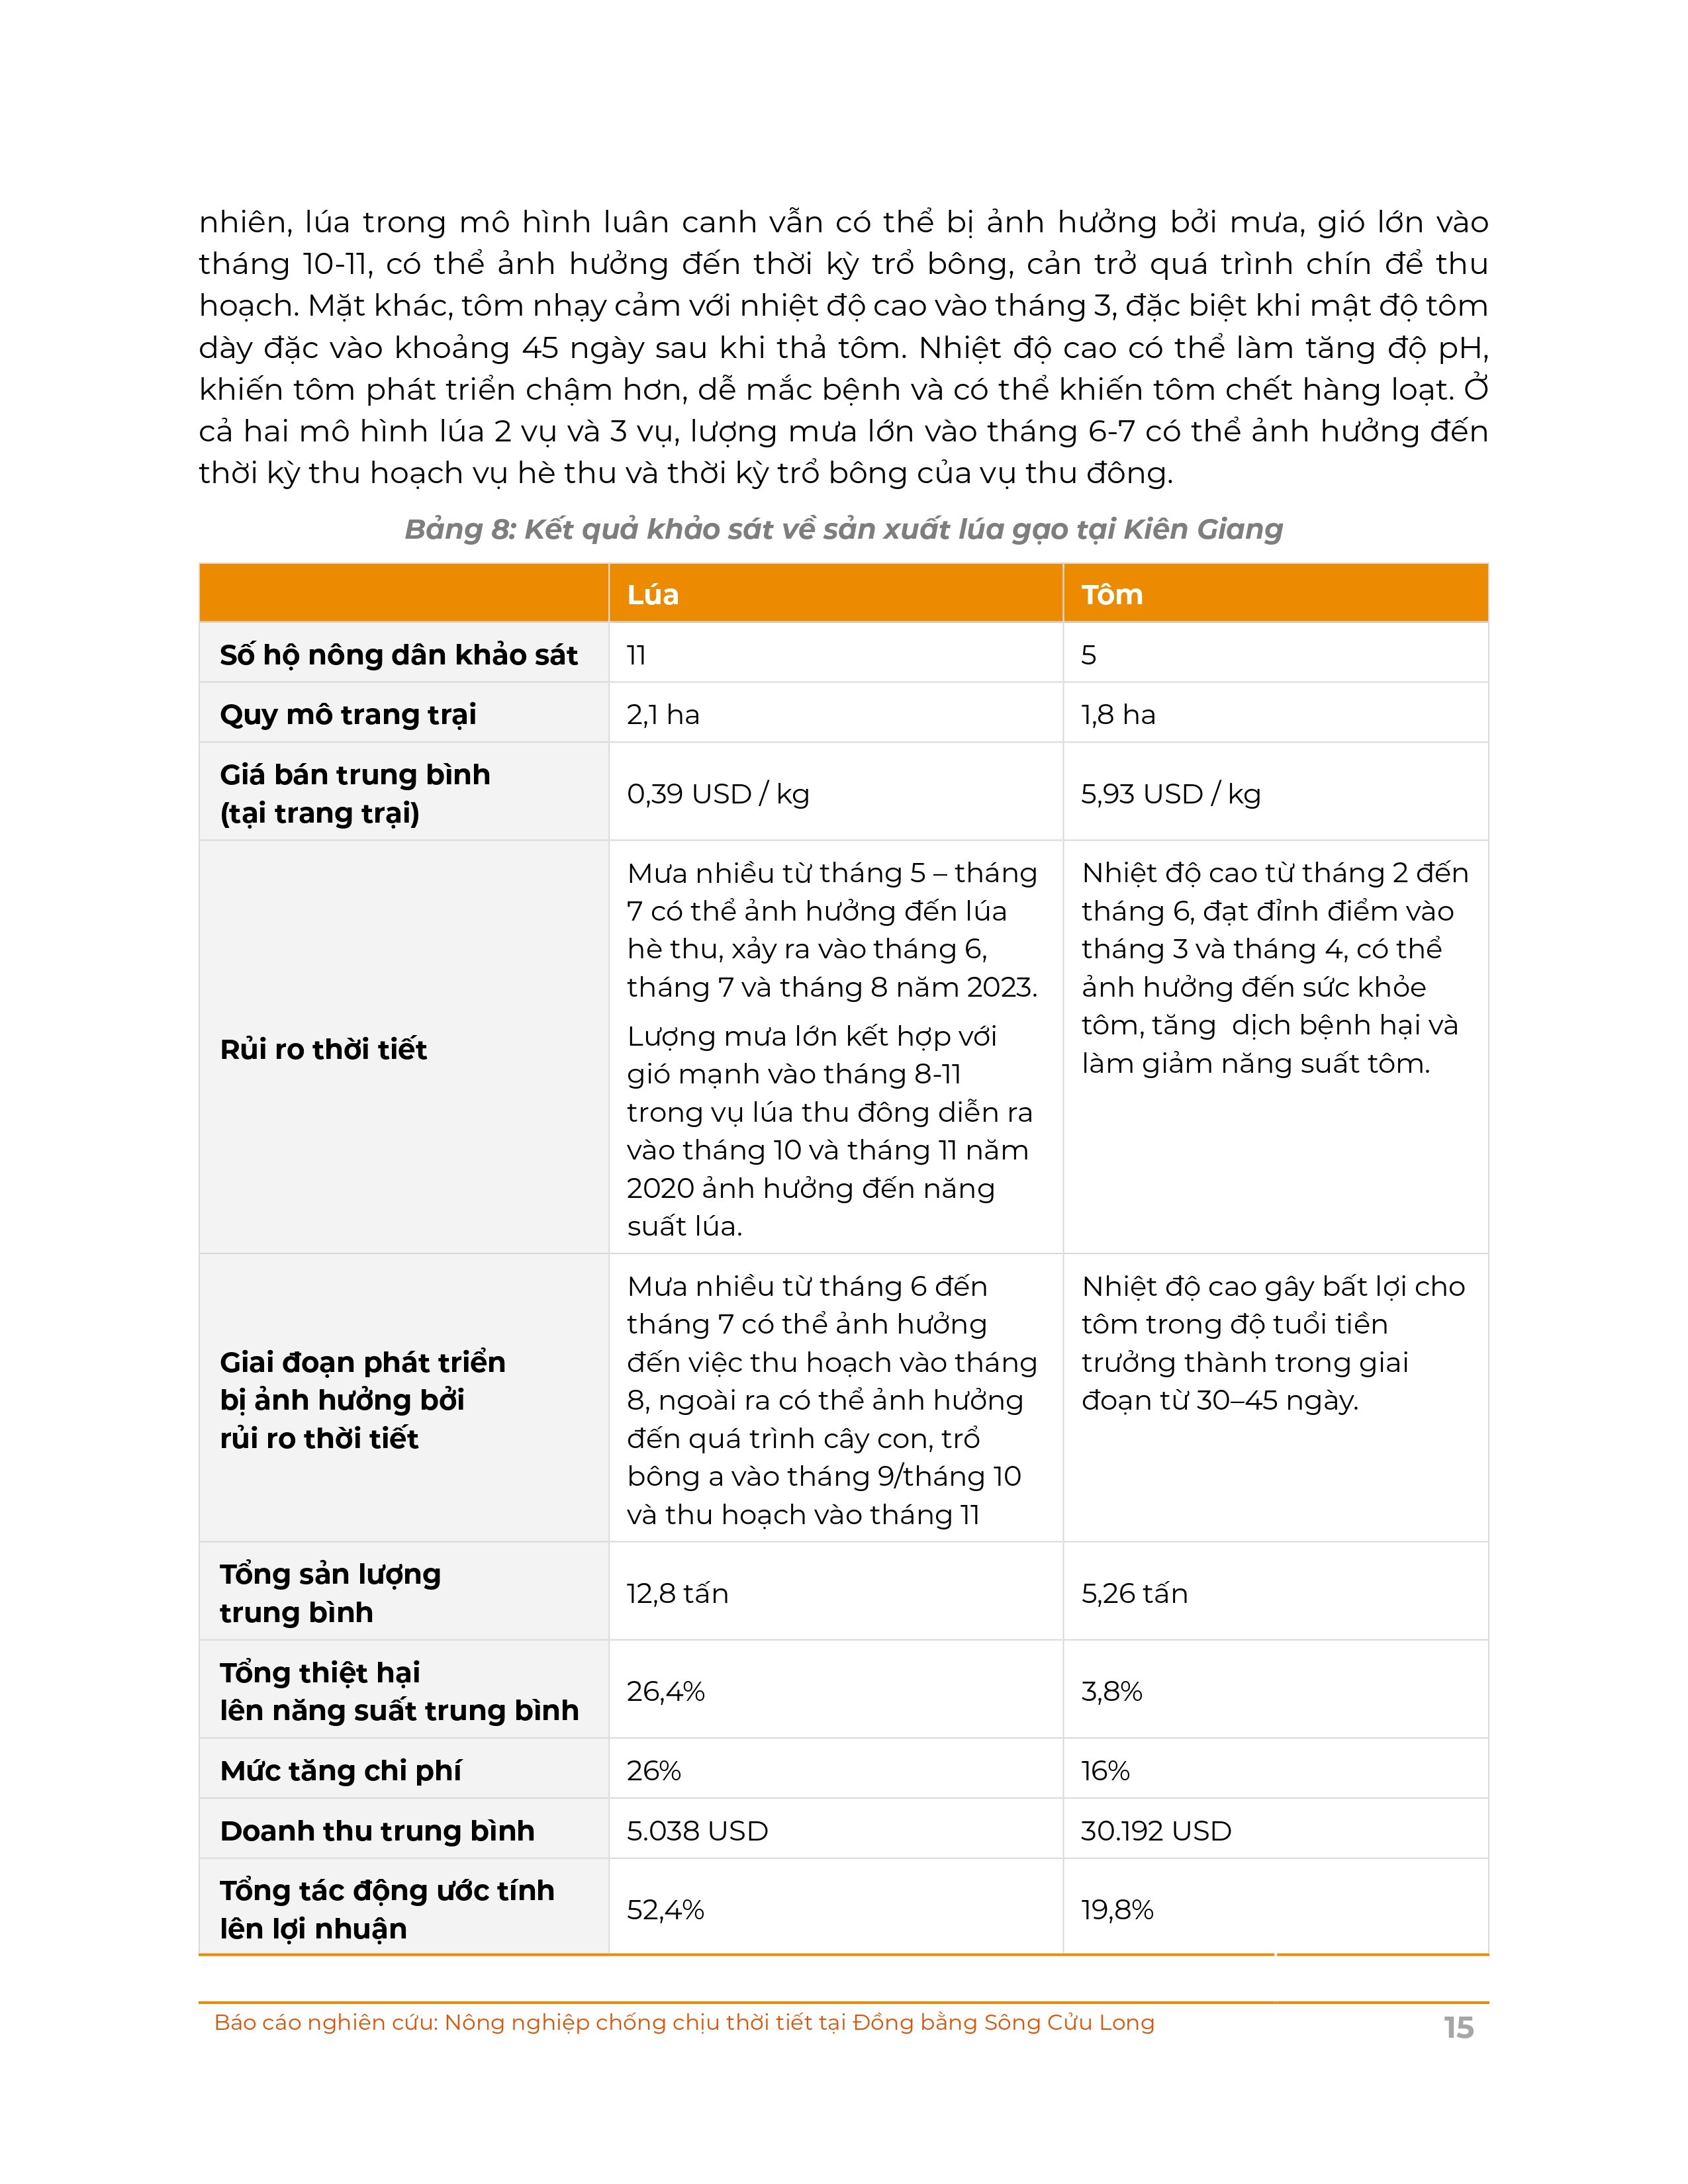 nhiên, lúa trong mô hình luân canh vẫn có thể bị ảnh hưởng bởi mưa, gió lớn vào
tháng 10-11, có thể ảnh hưởng đến thời kỳ trổ bông, cản trở quá trình chín để thu
hoạch. Mặt khác, tôm nhạy cảm với nhiệt độ cao vào tháng 3, đặc biệt khi mật độ tôm
dày đặc vào khoảng 45 ngày sau khi thả tôm. Nhiệt độ cao có thể làm tăng độ pH,
khiến tôm phát triển chậm hơn, dễ mắc bệnh và có thể khiến tôm chết hàng loạt. Ở
cả hai mô hình lúa 2 vụ và 3 vụ, lượng mưa lớn vào tháng 6-7 có thể ảnh hưởng đến
thời kỳ thu hoạch vụ hè thu và thời kỳ trổ bông của vụ thu đông.
Bảng 8: Kết quả khảo sát về sản xuất lúa gạo tại Kiên Giang
Lúa
Tôm
Số hộ nông dân khảo sát
11
5
Quy mô trang trại
2,1 ha
1,8 ha
Giá bán trung bình
(tại trang trại)
0,39 USD / kg
5,93 USD / kg
Rủi ro thời tiết
Mưa nhiều từ tháng 5 – tháng
7 có thể ảnh hưởng đến lúa
hè thu, xảy ra vào tháng 6,
tháng 7 và tháng 8 năm 2023.
Lượng mưa lớn kết hợp với
gió mạnh vào tháng 8-11
trong vụ lúa thu đông diễn ra
vào tháng 10 và tháng 11 năm
2020 ảnh hưởng đến năng
suất lúa.
Nhiệt độ cao từ tháng 2 đến
tháng 6, đạt đỉnh điểm vào
tháng 3 và tháng 4, có thể
ảnh hưởng đến sức khỏe
tôm, tăng  dịch bệnh hại và
làm giảm năng suất tôm.
Giai đoạn phát triển
bị ảnh hưởng bởi
rủi ro thời tiết
Mưa nhiều từ tháng 6 đến
tháng 7 có thể ảnh hưởng
đến việc thu hoạch vào tháng
8, ngoài ra có thể ảnh hưởng
đến quá trình cây con, trổ
bông a vào tháng 9/tháng 10
và thu hoạch vào tháng 11
Nhiệt độ cao gây bất lợi cho
tôm trong độ tuổi tiền
trưởng thành trong giai
đoạn từ 30–45 ngày.
Tổng sản lượng
trung bình
12,8 tấn
5,26 tấn
Tổng thiệt hại
lên năng suất trung bình
26,4%
3,8%
Mức tăng chi phí
26%
16%
Doanh thu trung bình
5.038 USD
30.192 USD
Tổng tác động ước tính
lên lợi nhuận
52,4%
19,8%
Báo cáo nghiên cứu: Nông nghiệp chống chịu thời tiết tại Đồng bằng Sông Cửu Long
15